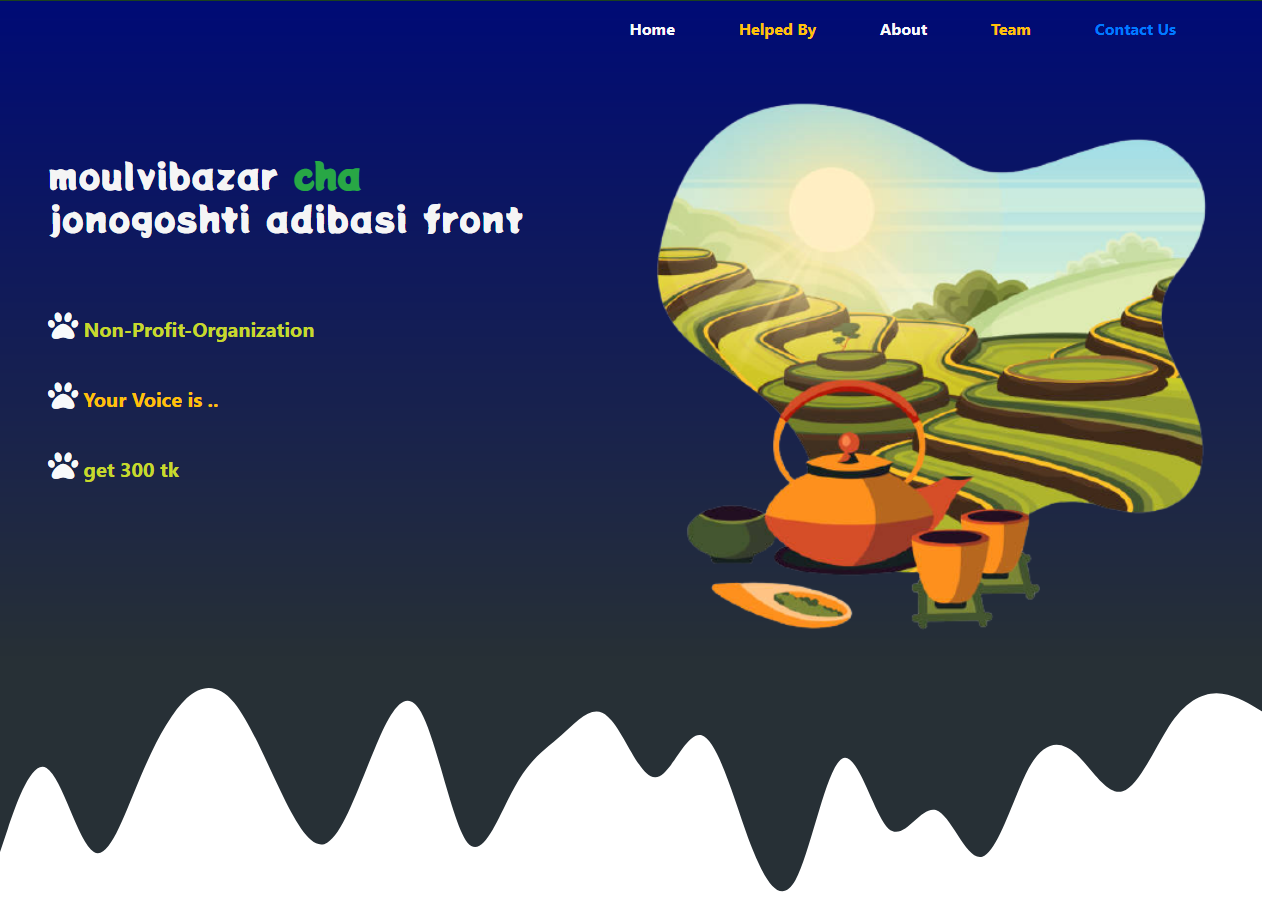 Home Helped By About Team Contact Us
moulvibazar cha
jonogoshti adibasi front
Non-Profit-Organization
Your Voice is ..
get 300 tk